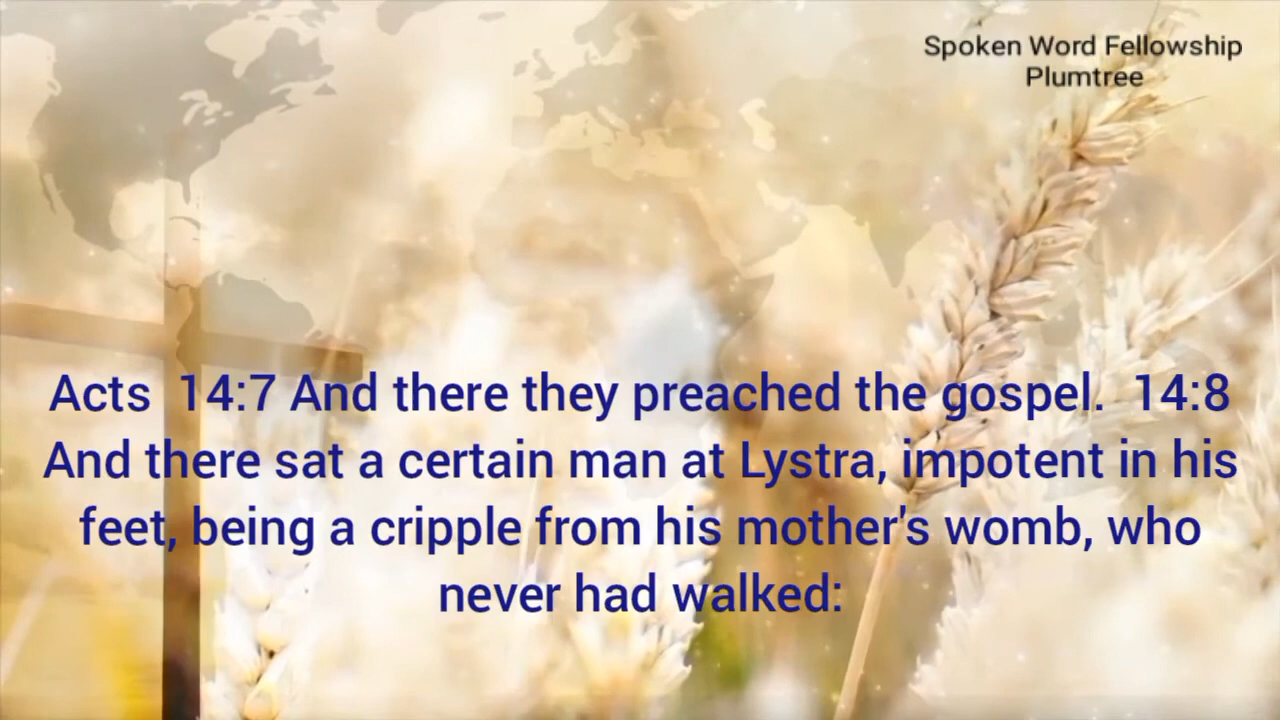 Spoken Word Fellowship
Plumtree
Acts  14:7 And there they preached the gospel.  14:8
And there sat a certain man at Lystra, impotent in his
feet, being a cripple from his mother's womb, who
never had walked: